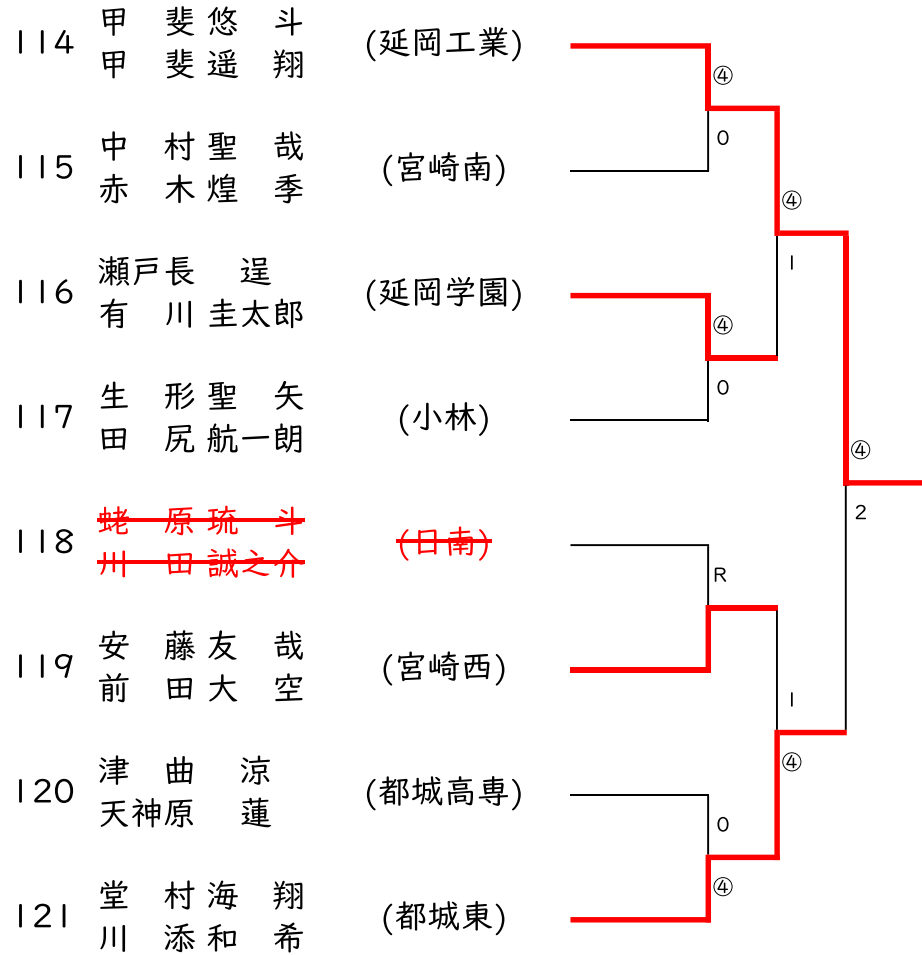 甲 斐 悠 斗
114 (延岡工業)
甲 斐 遥 翔
④
0
中 村 聖 哉
115 (宮崎南)
赤 木 煌 季
④
1
瀬戸長 逞
116 (延岡学園)
有 川 圭太郎
④
0
生 形 聖 矢
117 (小林)
田 尻 航一朗
④
2
蛯 原 琉 斗
118 (日南)
川 田 誠之介
R
安 藤 友 哉
119 (宮崎西)
前 田 大 空
1
④
津 曲 涼
120 (都城高専)
天神原 蓮
0
④
堂 村 海 翔
121 (都城東)
川 添 和 希